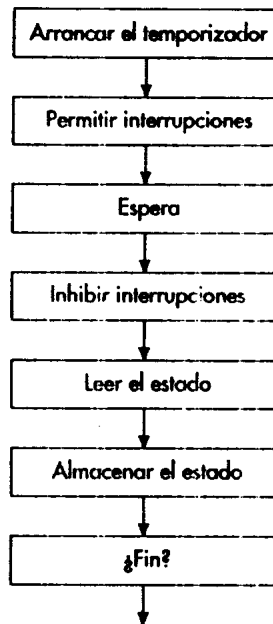 Arrancar el temporizador
Permitir interrupciones
Espera
Inhibir interrupciones
Leer el estado
Almacenar el estado
¿Fin?